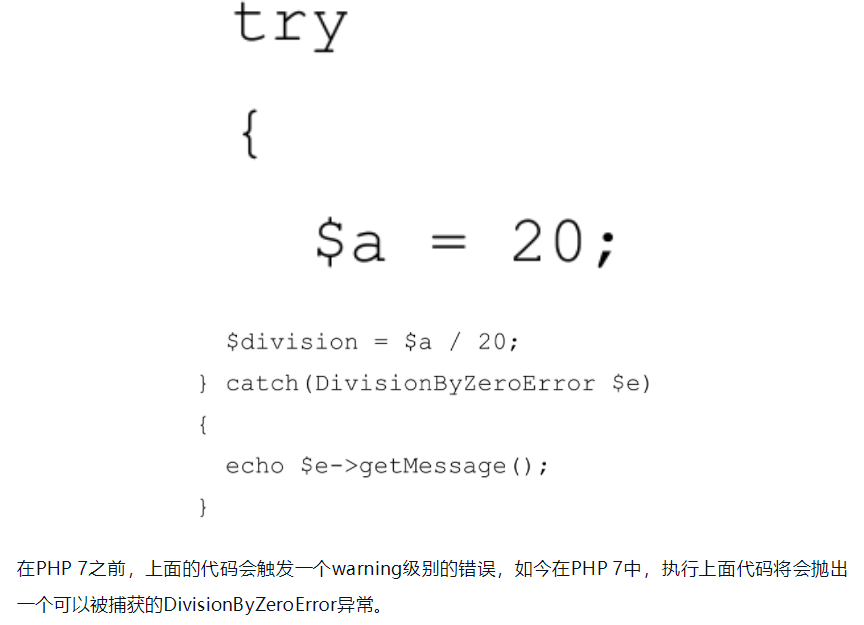 try
{
$a = 20;
$division = $a / 20;
} catch(DivisionByZeroError $e)
{
echo $e->getMessage();
}
在PHP 7之前，上面的代码会触发一个warning级别的错误，如今在PHP 7中，执行上面代码将会抛出
一个可以被捕获的DivisionByZeroError异常。